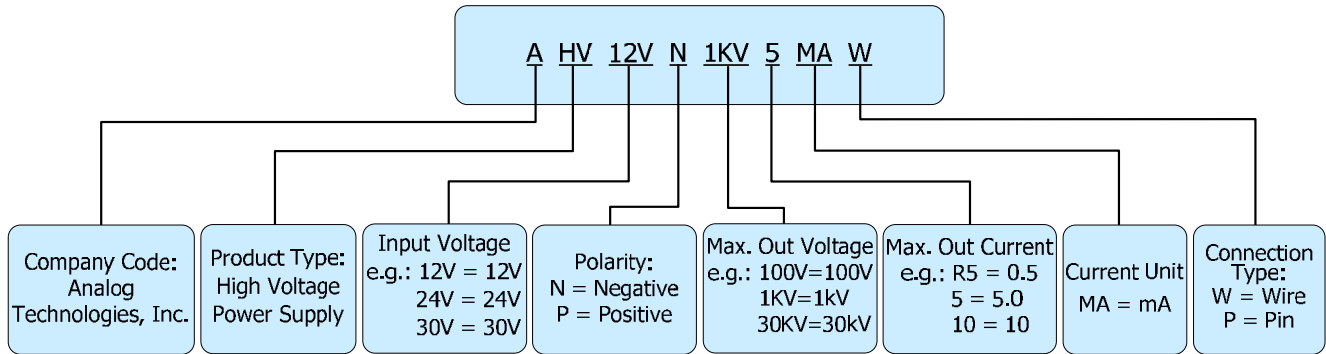 A HV 12V N 1KV 5 MA W
Company Code:
Analog
Technologies, Inc.
Product Type:
High Voltage
Power Supply
Input Voltage
e.g.: 12V = 12V
24V = 24V
30V = 30V
Polarity:
N = Negative
P = Positive
Max. Out Voltage
e.g.: 100V=100V
1KV=1kV
30KV=30kV
Max. Out Current
e.g.: R5 = 0.5
5 = 5.0
10 = 10
Current Unit
MA = mA
Connection
Type:
W = Wire
P = Pin